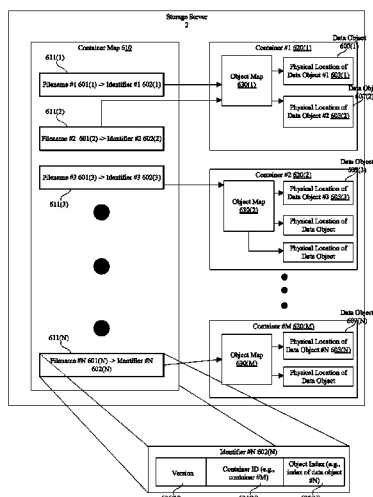 Storage Server
2
Container Map 610
611(1)
Filename #1 601(1) -> Identifier #1 602(1)
611(2)
Filename #2 601(2) -> Identifier #2 602(2)
Filename #3 601(3) -> Identifier #3 602(3)
611(3)
611(N)
Filename #N 601(N) -> Identifier #N
602(N)
Container #1 620(1)
Object Map
630(1)
Data Object
Physical Location of
Data Object #1 603(1)
Data Obj
Physical Location of
Data Object #2 603(2)
Container #2 620(2)
Object Map
630(2)
Data Object
Physical Location of
Data Object #3 603(3)
Physical Location of
Data Object
Physical Location of
Data Object
Container #M 620(M)
Object Map
630(M)
Data Object
Physical Location of
Data Object #N 603(N)
Physical Location of
Data Object
Identifier #N 602(N)
Version
Container ID (e.g.,
container #M)
Object Index (e.g.,
index of data object
#N)